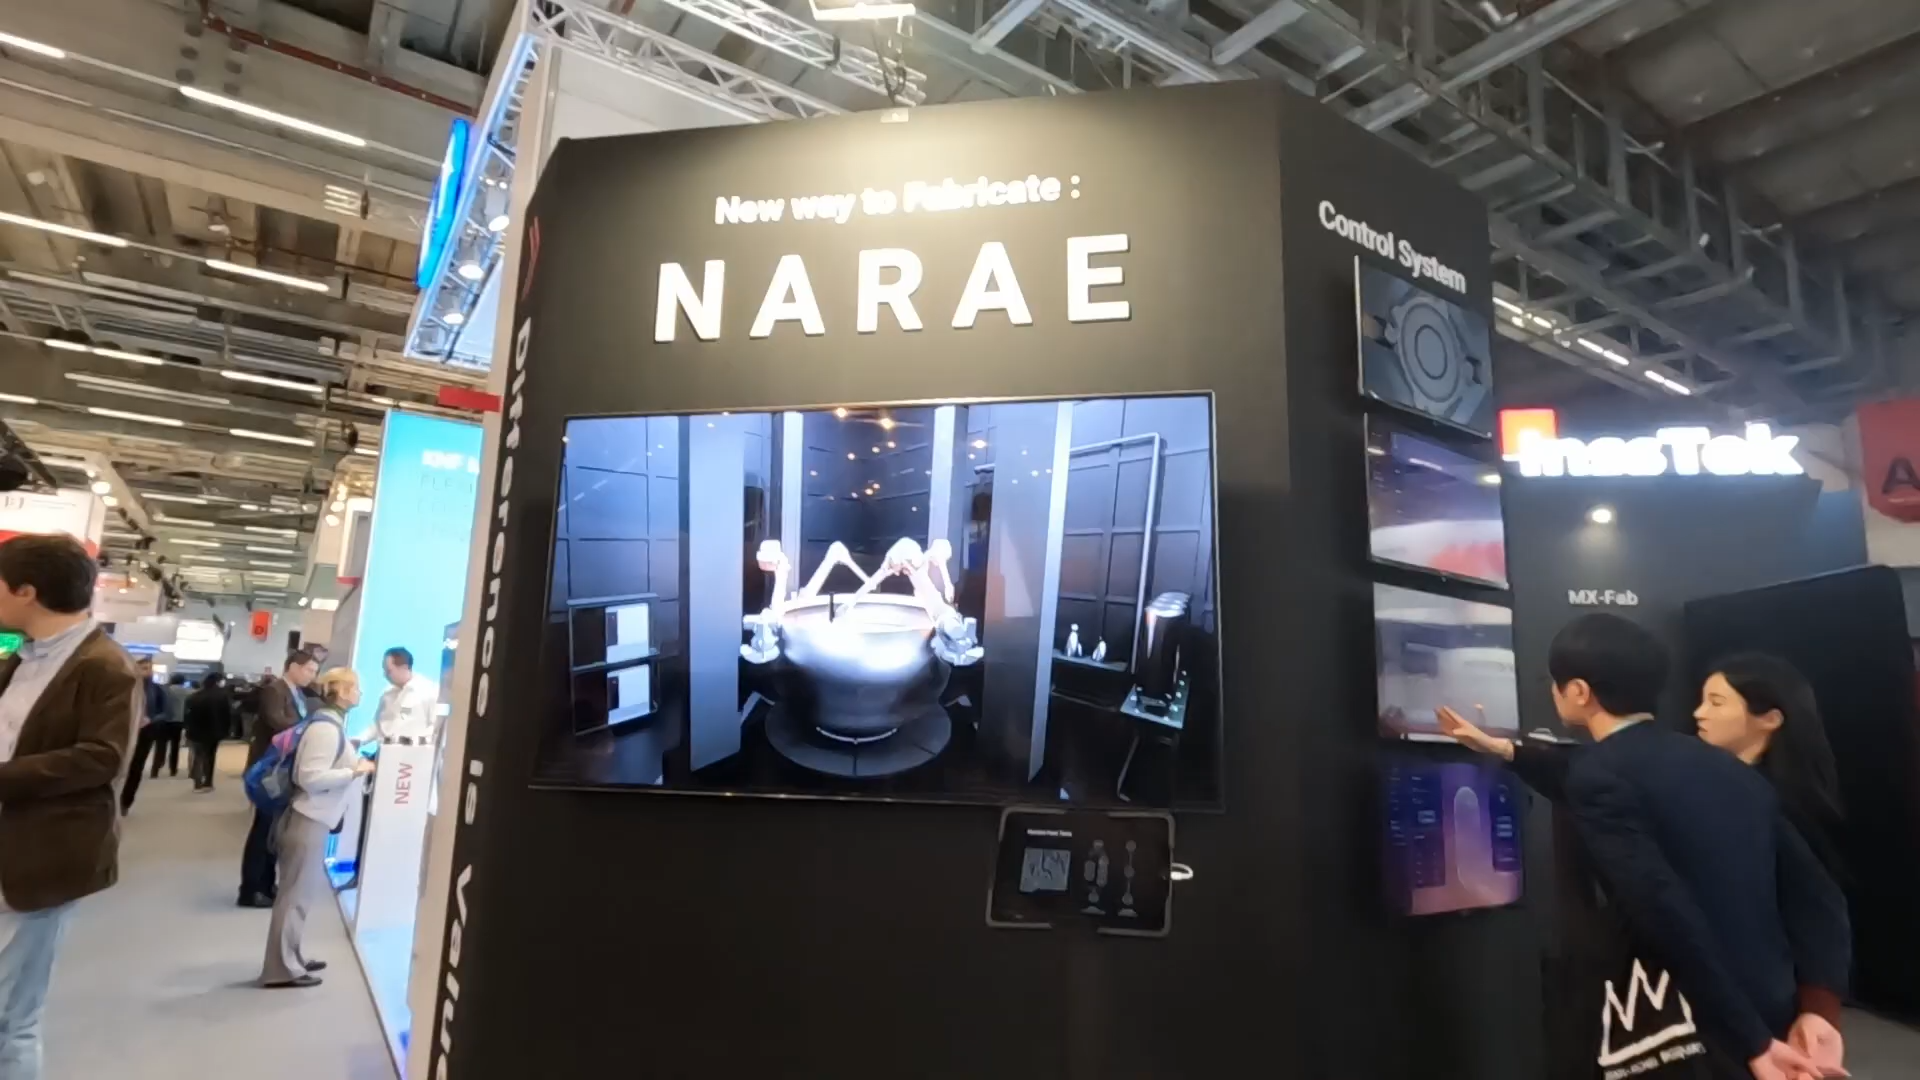 New way to Fabricate :
NARAE
Control System
InssTek
MX-Fab
Difference is Value
NEW
D
A